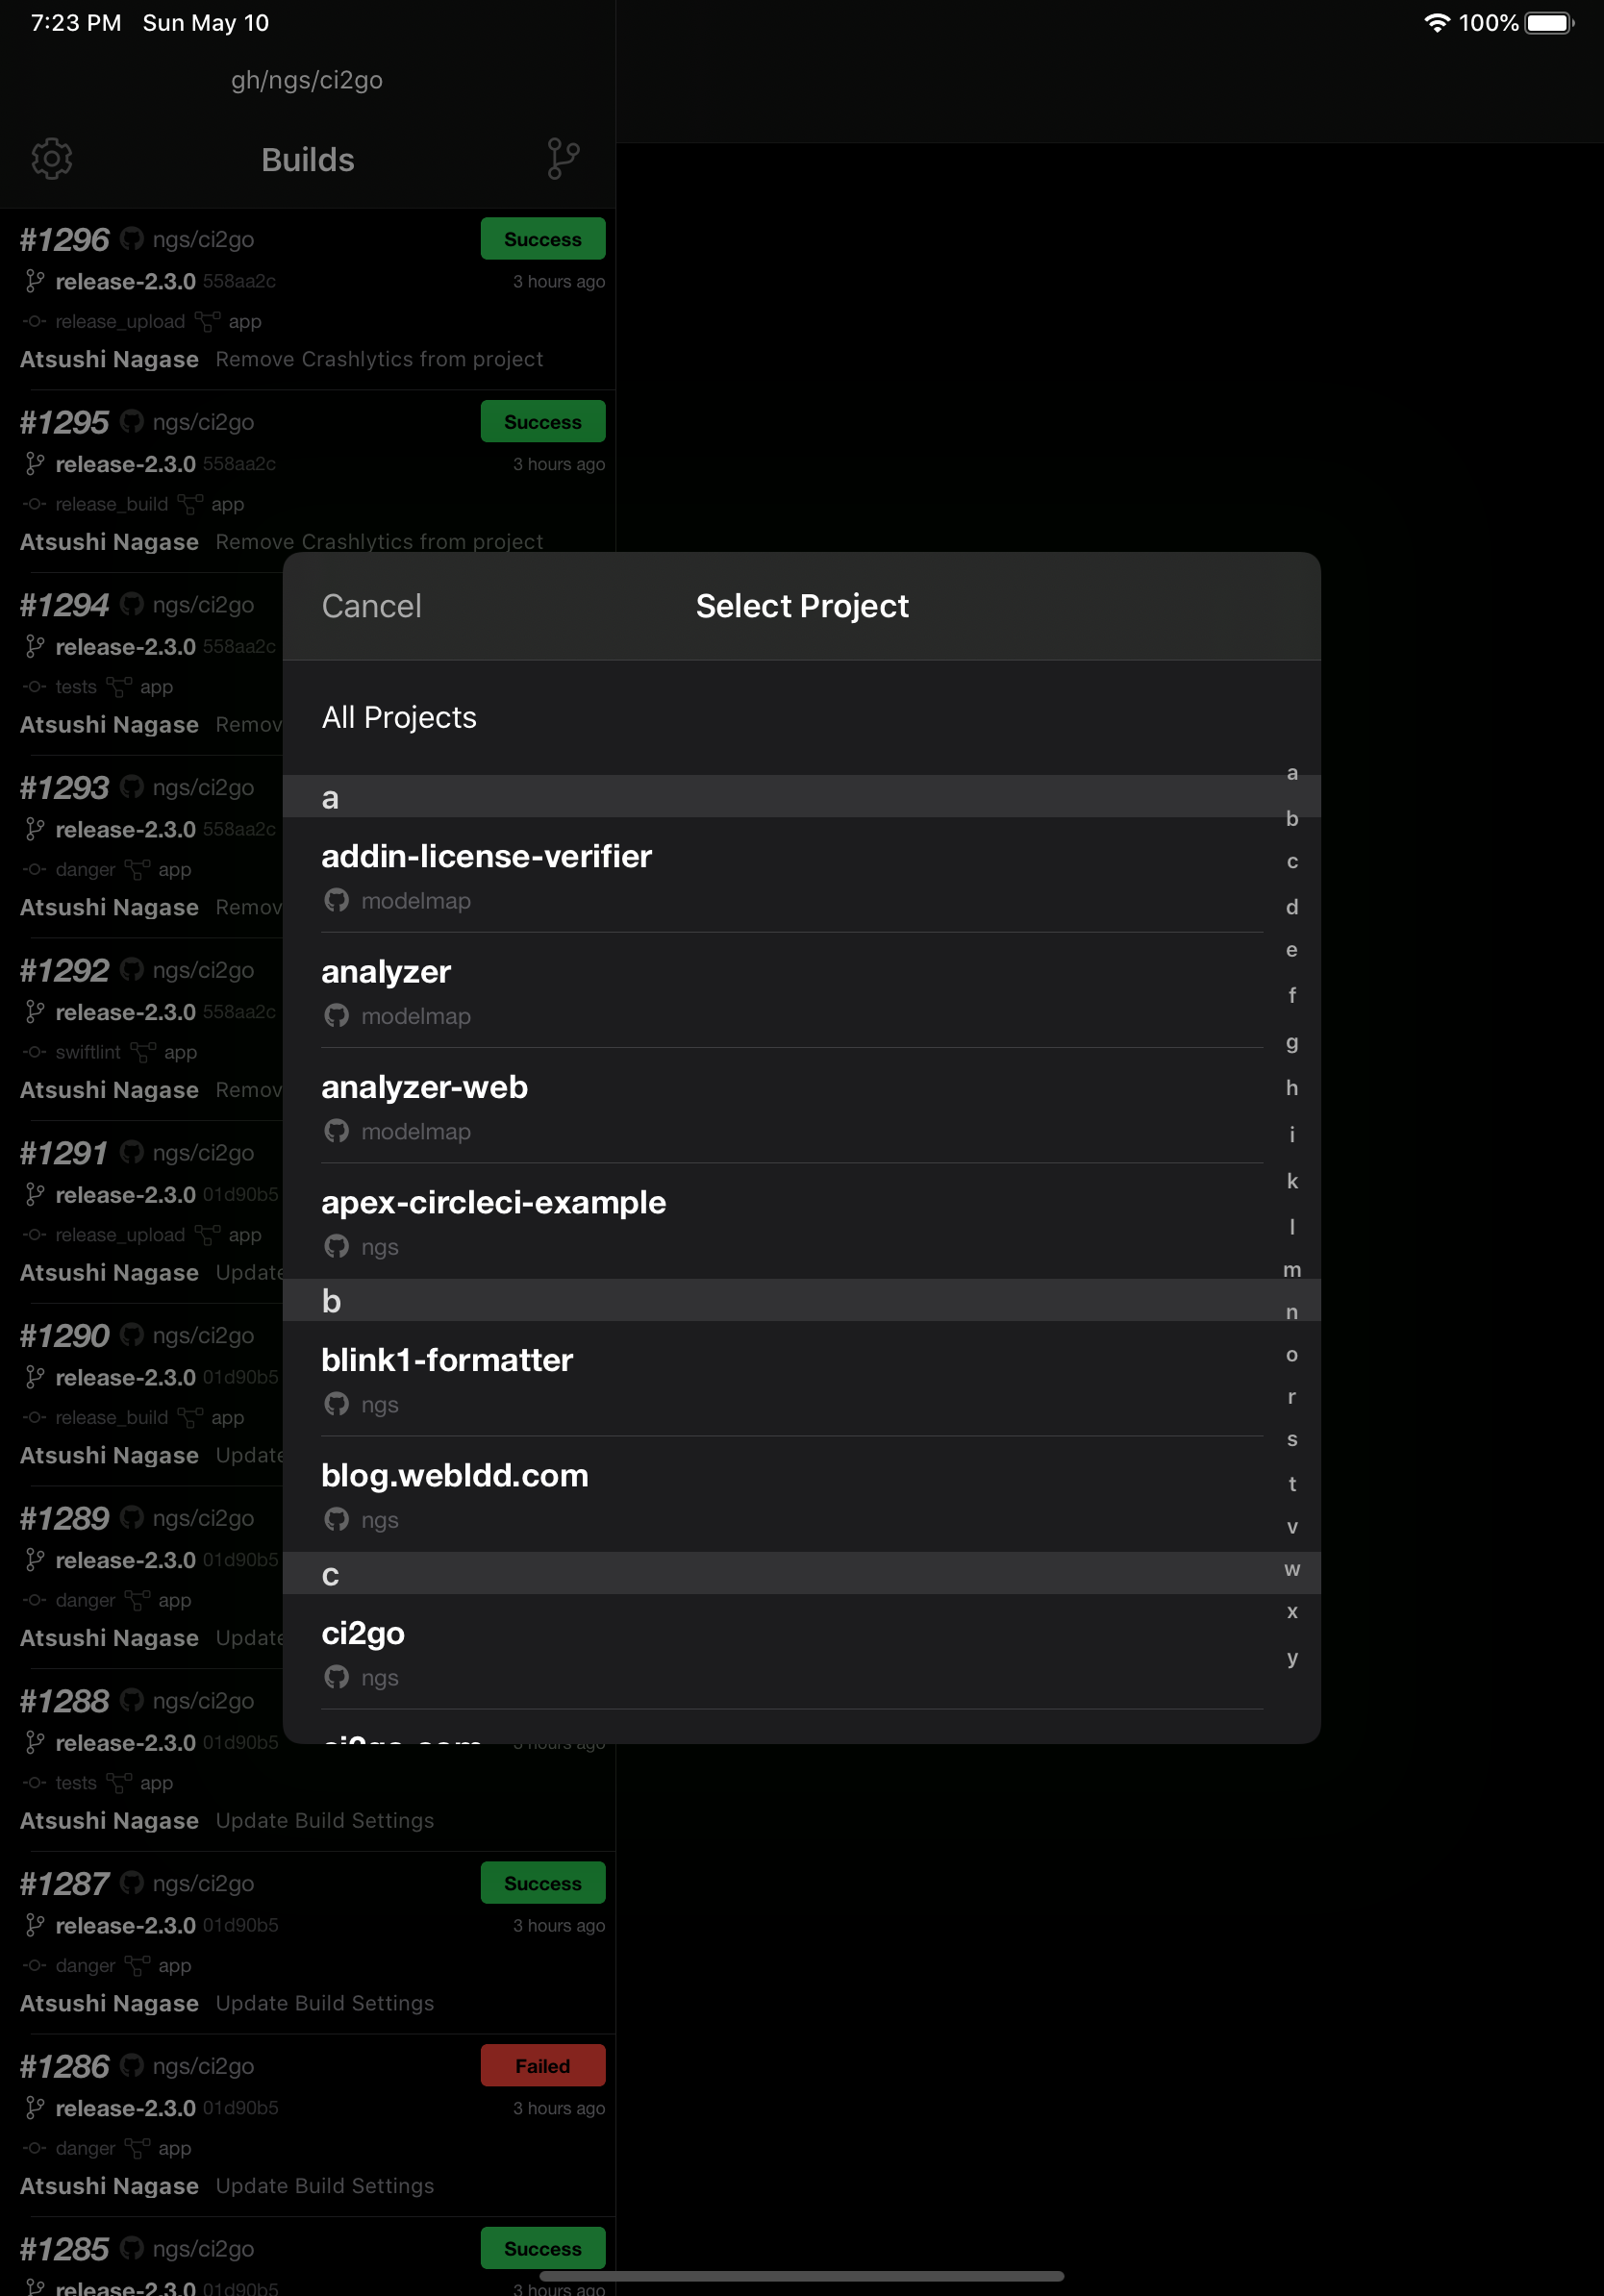 7:23 PM Sun May 10
100%
gh/ngs/ci2go
Builds
#1296 ngs/ci2go Success
release-2.3.0 558aa2c 3 hours ago
release_upload app
Atsushi Nagase Remove Crashlytics from project
#1295 ngs/ci2go Success
release-2.3.0 558aa2c 3 hours ago
release_build app
Atsushi Nagase Remove Crashlytics from project
#1294 ngs/ci2go
release-2.3.0 558aa2c
tests app
Atsushi Nagase Remov
#1293 ngs/ci2go
release-2.3.0 558aa2c
danger app
Atsushi Nagase Remov
#1292 ngs/ci2go
release-2.3.0 558aa2c
swiftlint app
Atsushi Nagase Remov
#1291 ngs/ci2go
release-2.3.0 01d90b5
release_upload app
Atsushi Nagase Update
#1290 ngs/ci2go
release-2.3.0 01d90b5
release_build app
Atsushi Nagase Update
#1289 ngs/ci2go
release-2.3.0 01d90b5
danger app
Atsushi Nagase Update
#1288 ngs/ci2go
release-2.3.0 01d90b5 3 hours ago
tests app
Atsushi Nagase Update Build Settings
#1287 ngs/ci2go Success
release-2.3.0 01d90b5 3 hours ago
danger app
Atsushi Nagase Update Build Settings
#1286 ngs/ci2go Failed
release-2.3.0 01d90b5 3 hours ago
danger app
Atsushi Nagase Update Build Settings
#1285 ngs/ci2go Success
release-2.3.0 01d90b5 3 hours ago
Cancel Select Project
All Projects
a
addin-license-verifier
modelmap
analyzer
modelmap
analyzer-web
modelmap
apex-circleci-example
ngs
b
blink1-formatter
ngs
blog.webldd.com
ngs
c
ci2go
ngs
ci2go.com
a
b
c
d
e
f
g
h
i
k
l
m
n
o
r
s
t
v
w
x
y